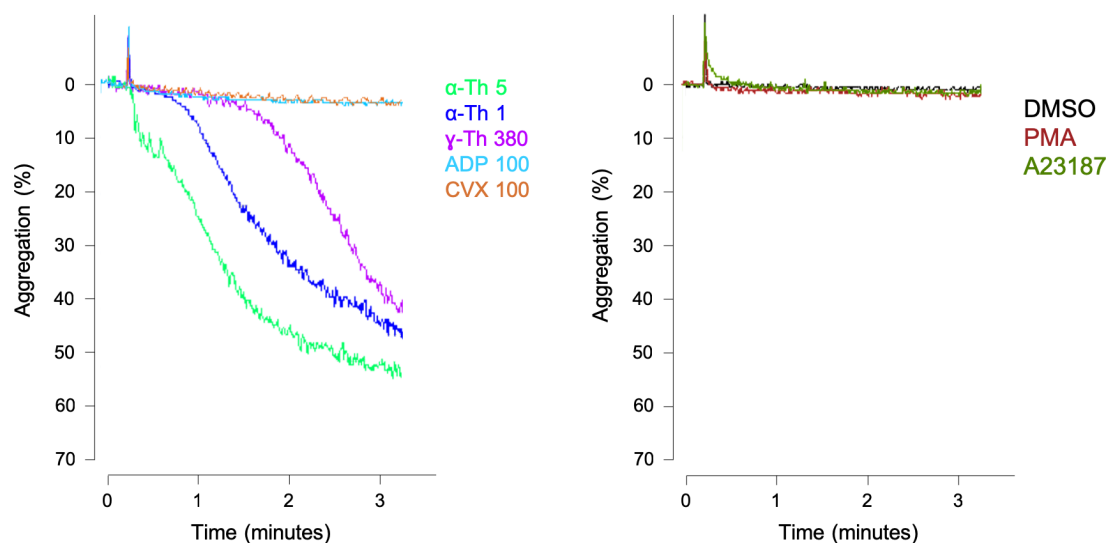 Aggregation (%)
0
10
20
30
40
50
60
70
0 1 2 3
Time (minutes)
α-Th 5
α-Th 1
ɣ-Th 380
ADP 100
CVX 100
Aggregation (%)
0
10
20
30
40
50
60
70
0 1 2 3
Time (minutes)
DMSO
PMA
A23187